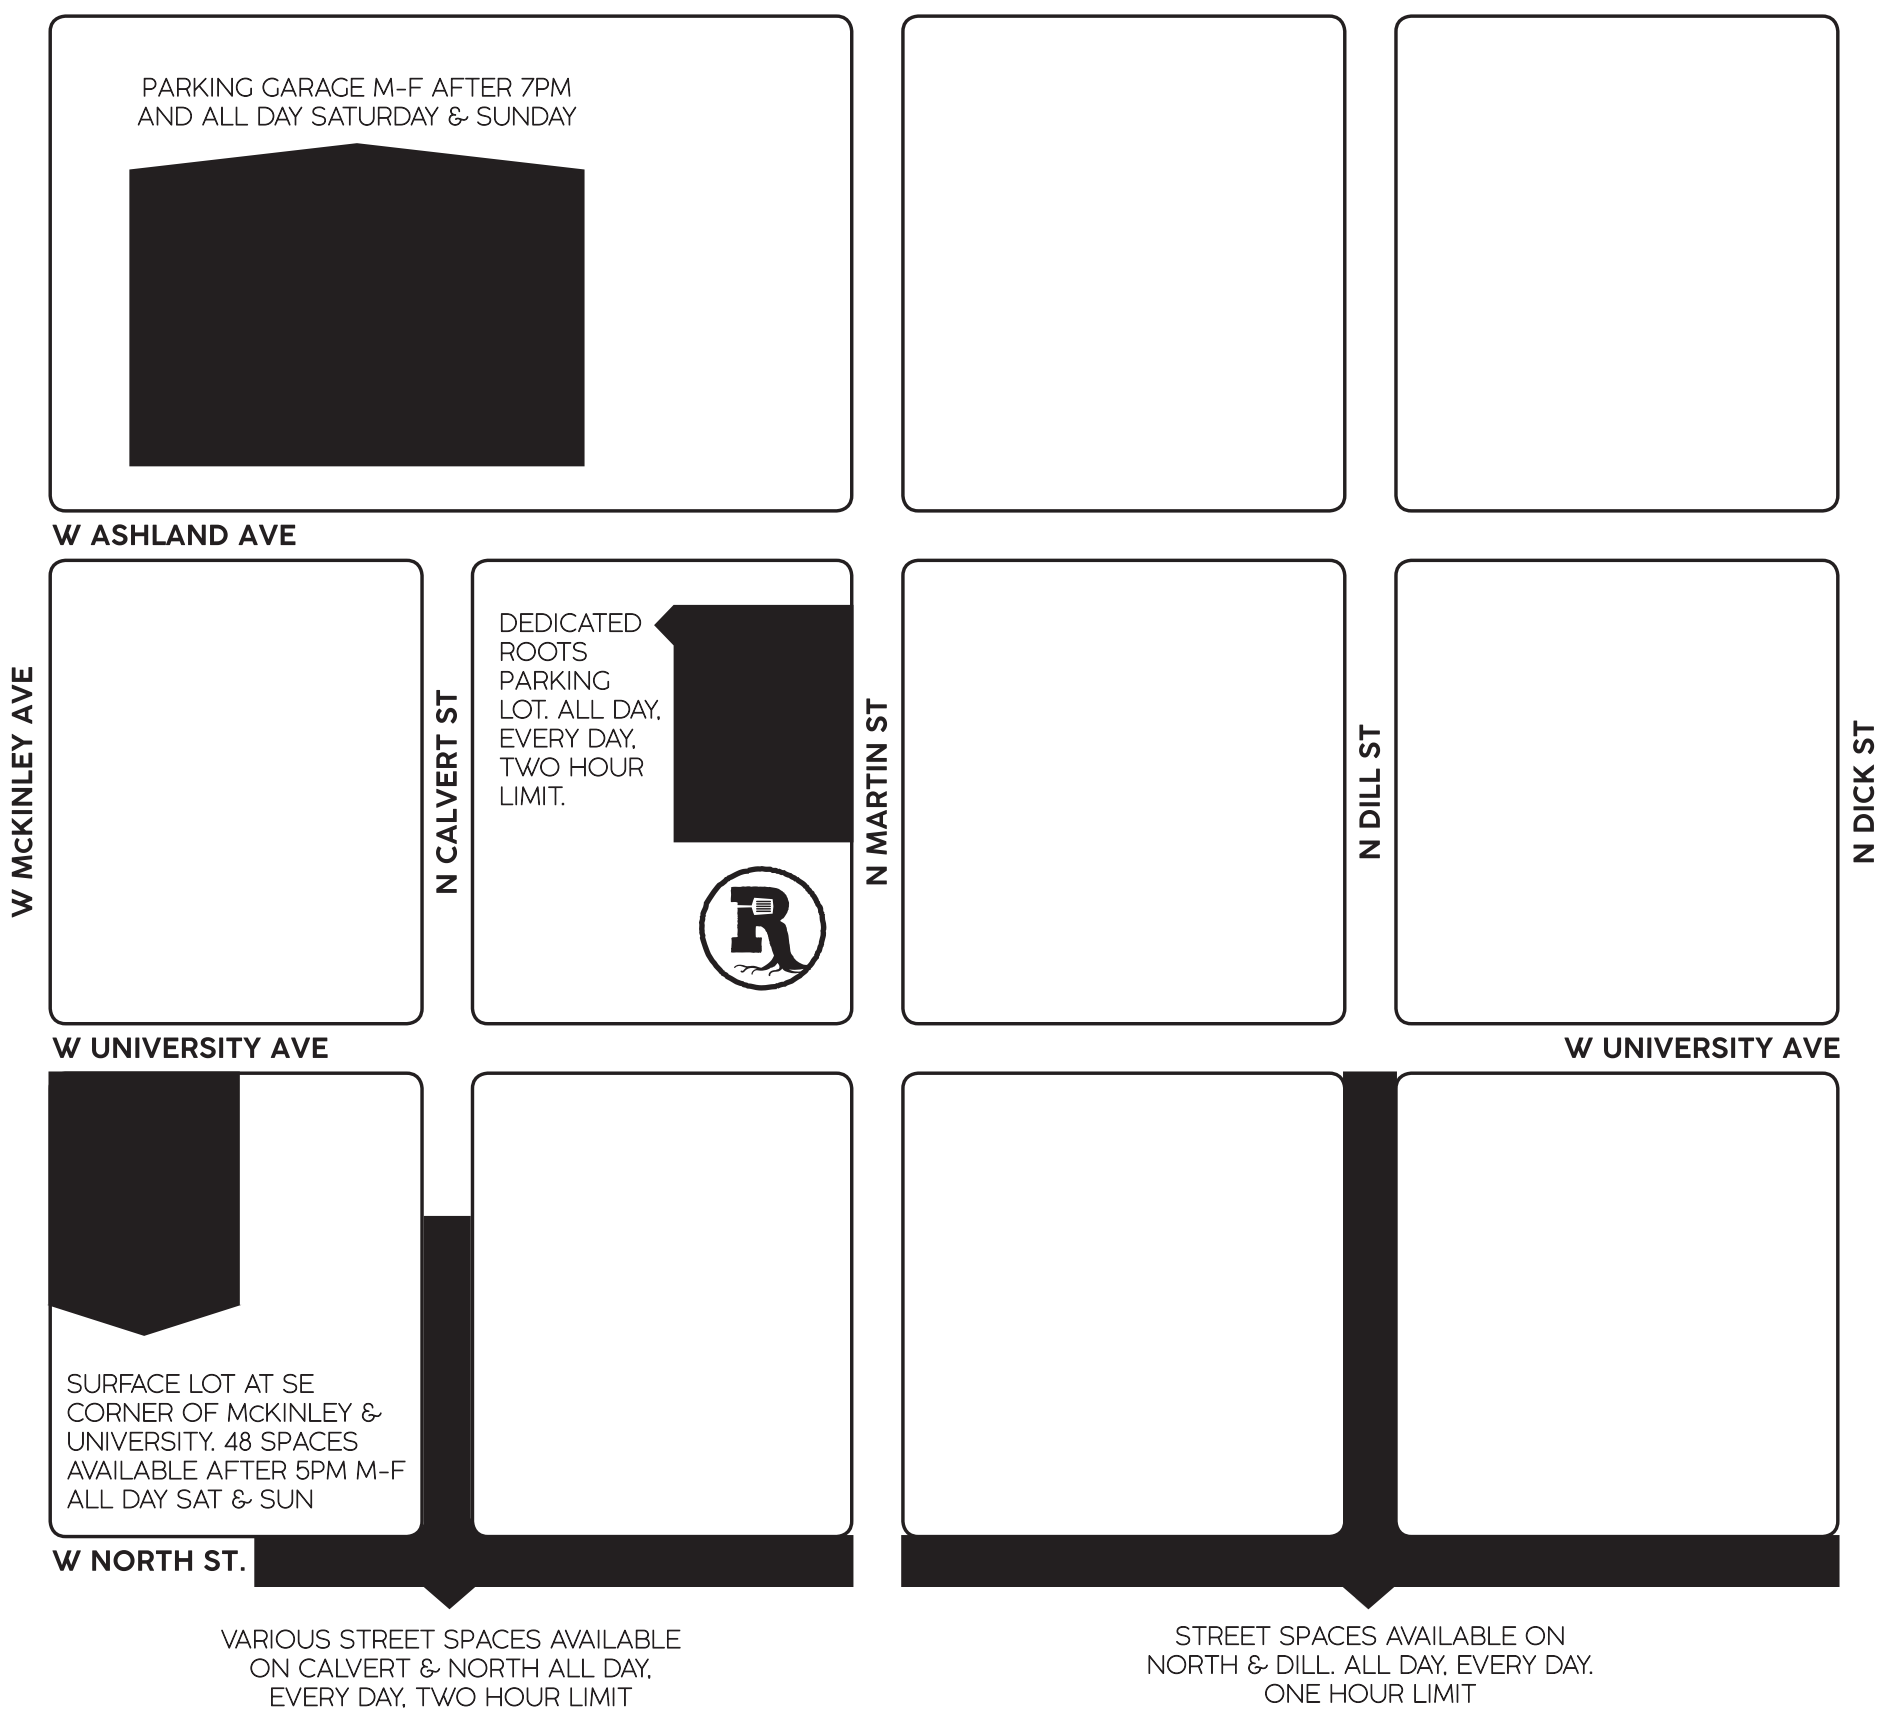 PARKING GARAGE M-F AFTER 7PM
AND ALL DAY SATURDAY & SUNDAY
W ASHLAND AVE
W McKINLEY AVE
N CALVERT ST
DEDICATED
ROOTS
PARKING
LOT. ALL DAY,
EVERY DAY,
TWO HOUR
LIMIT.
R
N MARTIN ST
N DILL ST
N DICK ST
W UNIVERSITY AVE
W UNIVERSITY AVE
SURFACE LOT AT SE
CORNER OF McKINLEY &
UNIVERSITY. 48 SPACES
AVAILABLE AFTER 5PM M-F
ALL DAY SAT & SUN
W NORTH ST.
VARIOUS STREET SPACES AVAILABLE
ON CALVERT & NORTH ALL DAY,
EVERY DAY, TWO HOUR LIMIT
STREET SPACES AVAILABLE ON
NORTH & DILL. ALL DAY, EVERY DAY.
ONE HOUR LIMIT